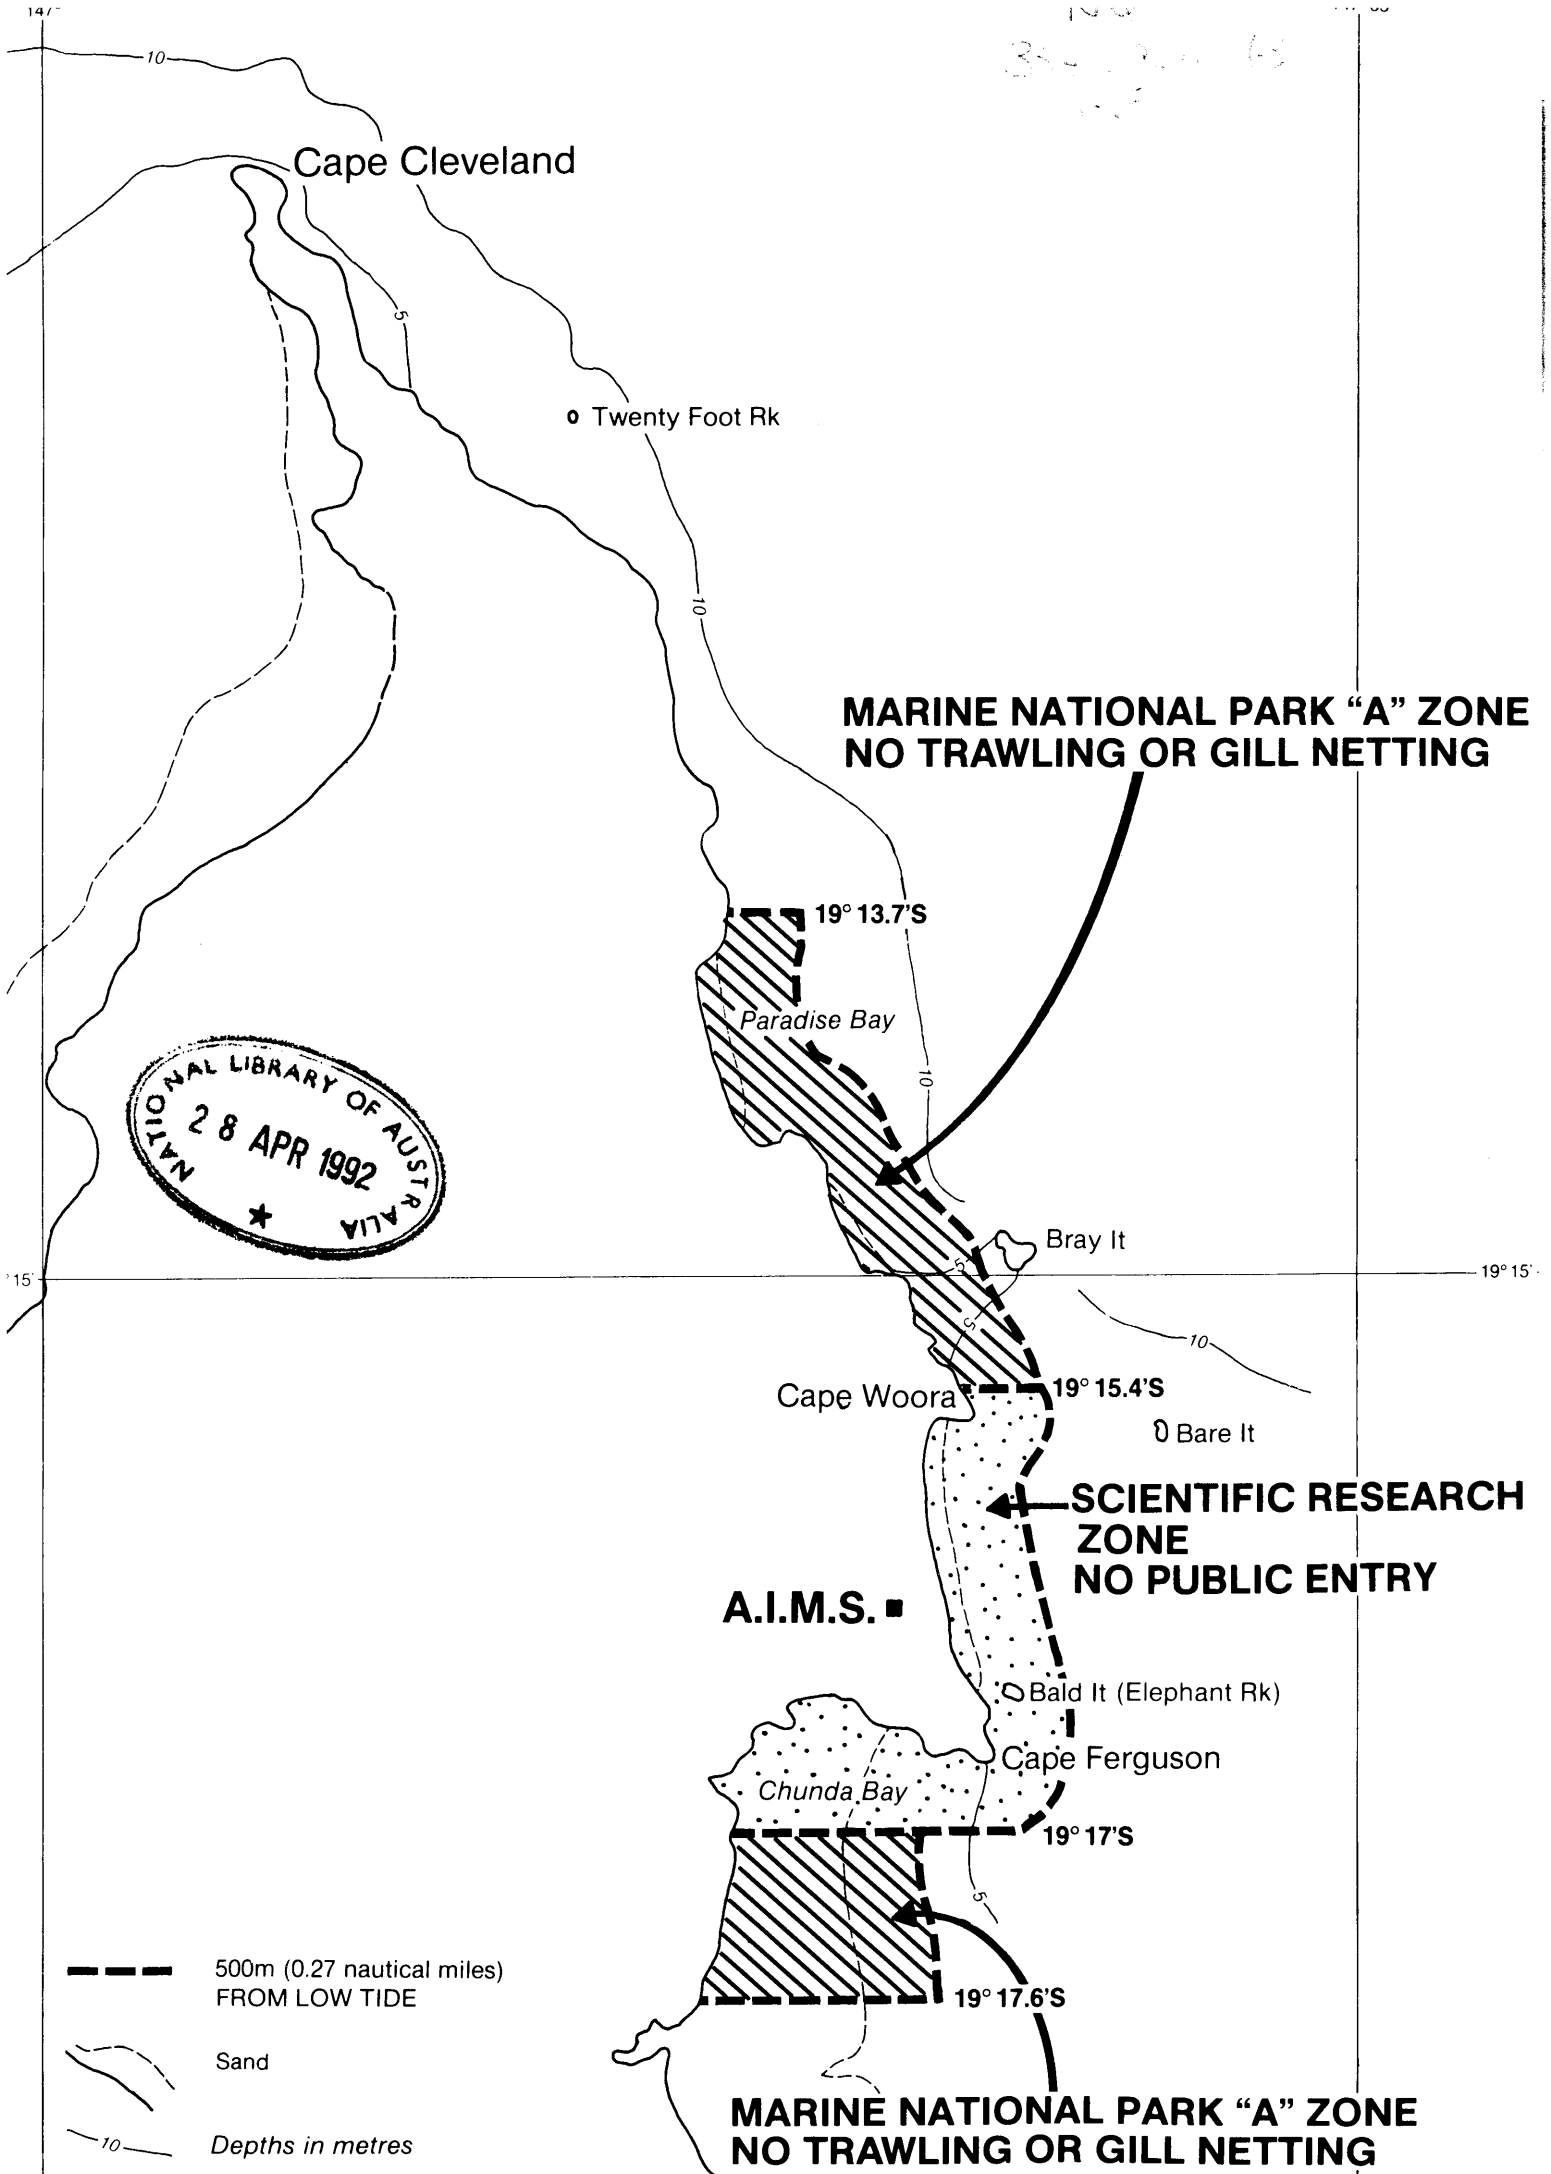 10
Cape Cleveland
5
Twenty Foot Rk
10
MARINE NATIONAL PARK “A” ZONE
NO TRAWLING OR GILL NETTING
19° 13.7'S
Paradise Bay
10
NATIONAL LIBRARY OF AUSTRALIA
28 APR 1992
Bray It
5
15'
19° 15'
5
10
Cape Woora
19° 15.4'S
Bare It
SCIENTIFIC RESEARCH
ZONE
NO PUBLIC ENTRY
A.I.M.S.
Bald It (Elephant Rk)
Cape Ferguson
Chunda Bay
19° 17'S
5
500m (0.27 nautical miles)
FROM LOW TIDE
19° 17.6'S
Sand
10
Depths in metres
MARINE NATIONAL PARK “A” ZONE
NO TRAWLING OR GILL NETTING